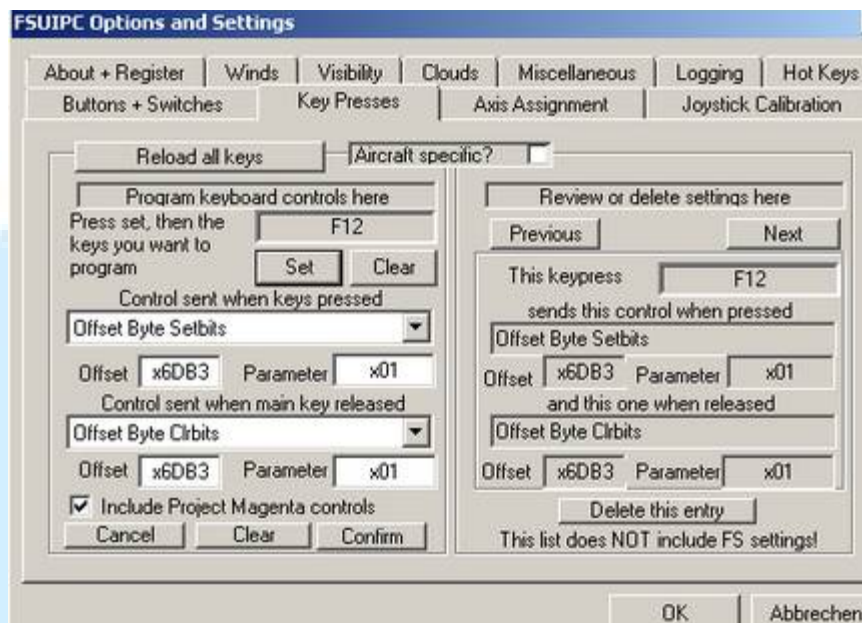 FSUIPC Options and Settings
About + Register Winds Visibility Clouds Miscellaneous Logging Hot Keys
Buttons + Switches Key Presses Axis Assignment Joystick Calibration
Reload all keys Aircraft specific?
Program keyboard controls here
Press set, then the
keys you want to
program
F12
Set Clear
Control sent when keys pressed
Offset Byte Setbits
Offset x6DB3 Parameter x01
Control sent when main key released
Offset Byte Clrbits
Offset x6DB3 Parameter x01
Include Project Magenta controls
Cancel Clear Confirm
Review or delete settings here
Previous Next
This keypress F12
sends this control when pressed
Offset Byte Setbits
Offset x6DB3 Parameter x01
and this one when released
Offset Byte Clrbits
Offset x6DB3 Parameter x01
Delete this entry
This list does NOT include FS settings!
OK Abbrechen